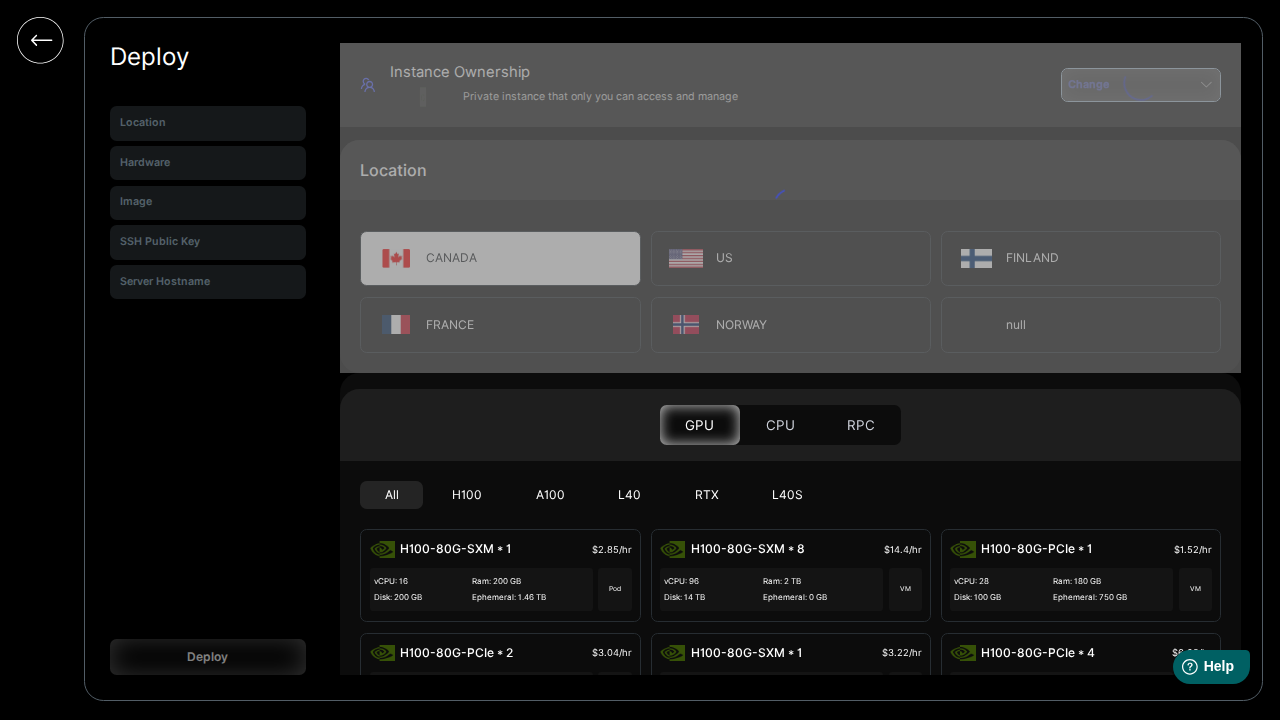 Deploy
Location
Hardware
Image
SSH Public Key
Server Hostname
Deploy
Instance Ownership
Private instance that only you can access and manage
Change
Location
CANADA
US
FINLAND
FRANCE
NORWAY
null
GPU
CPU
RPC
All
H100
A100
L40
RTX
L40S
H100-80G-SXM * 1
$2.85/hr
vCPU: 16
Ram: 200 GB
Disk: 200 GB
Ephemeral: 1.46 TB
Pod
H100-80G-SXM * 8
$14.4/hr
vCPU: 96
Ram: 2 TB
Disk: 14 TB
Ephemeral: 0 GB
VM
H100-80G-PCIe * 1
$1.52/hr
vCPU: 28
Ram: 180 GB
Disk: 100 GB
Ephemeral: 750 GB
VM
H100-80G-PCIe * 2
$3.04/hr
H100-80G-SXM * 1
$3.22/hr
H100-80G-PCIe * 4
Help